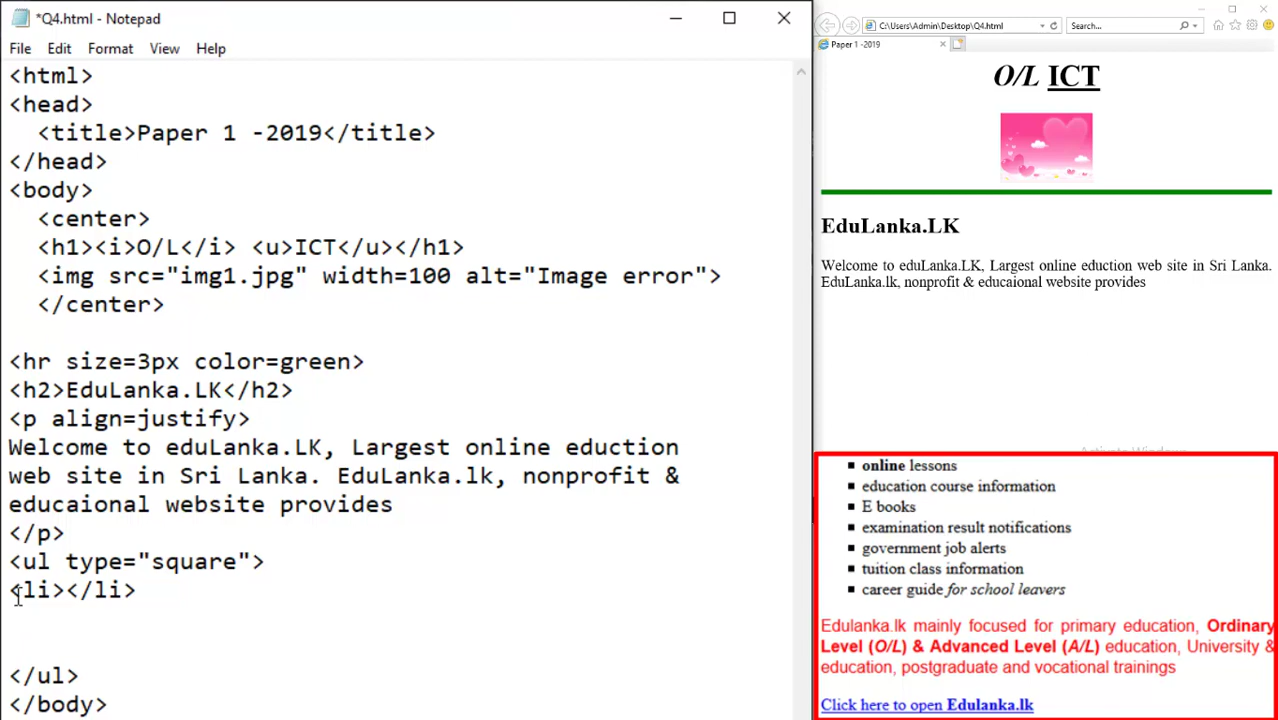 *Q4.html - Notepad
File Edit Format View Help
<html>
<head>
<title>Paper 1 -2019</title>
</head>
<body>
<center>
<h1><i>O/L</i> <u>ICT</u></h1>
<img src="img1.jpg" width=100 alt="Image error">
</center>
<hr size=3px color=green>
<h2>EduLanka.LK</h2>
<p align=justify>
Welcome to eduLanka.LK, Largest online eduction
web site in Sri Lanka. EduLanka.lk, nonprofit &
educaional website provides
</p>
<ul type="square">
<li></li>
</ul>
</body>
C:\Users\Admin\Desktop\Q4.html
Search...
Paper 1 -2019
O/L ICT
EduLanka.LK
Welcome to eduLanka.LK, Largest online eduction web site in Sri Lanka.
EduLanka.lk, nonprofit & educaional website provides
Activate Windows
online lessons
education course information
E books
examination result notifications
government job alerts
tuition class information
career guide for school leavers
Edulanka.lk mainly focused for primary education, Ordinary
Level (O/L) & Advanced Level (A/L) education, University &
education, postgraduate and vocational trainings
Click here to open Edulanka.lk